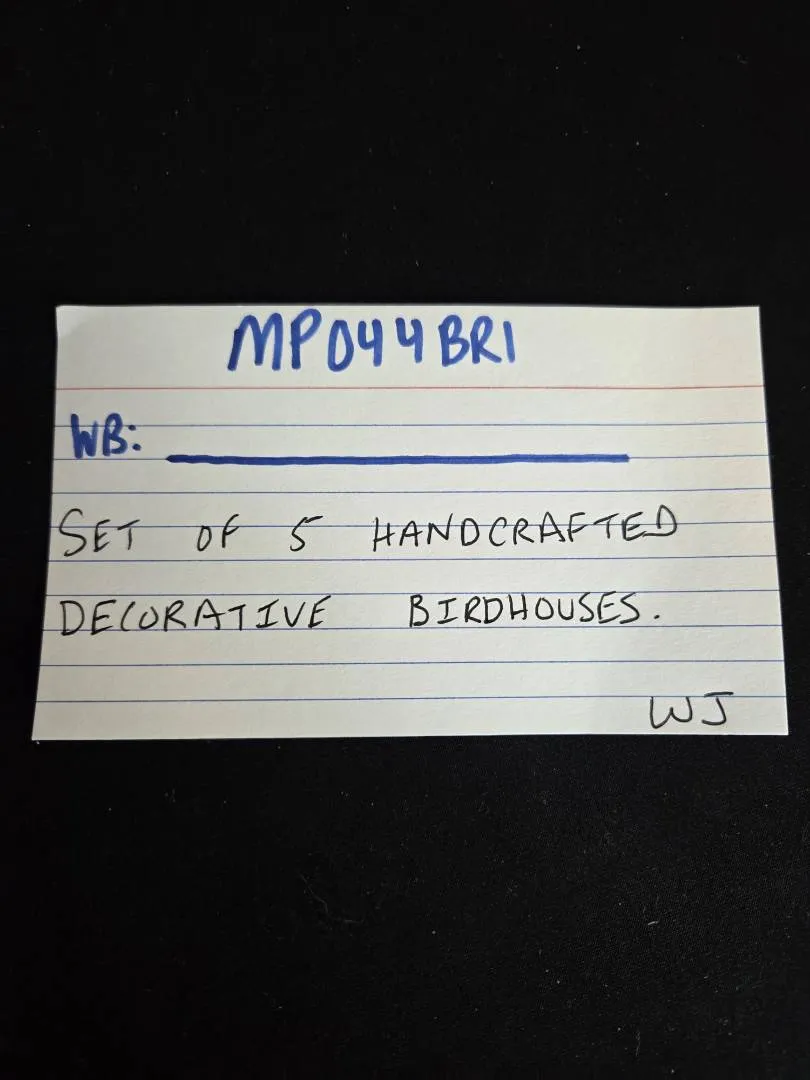 MP044BR1
WB:
SET OF 5 HANDCRAFTED
DECORATIVE BIRDHOUSES.
WJ